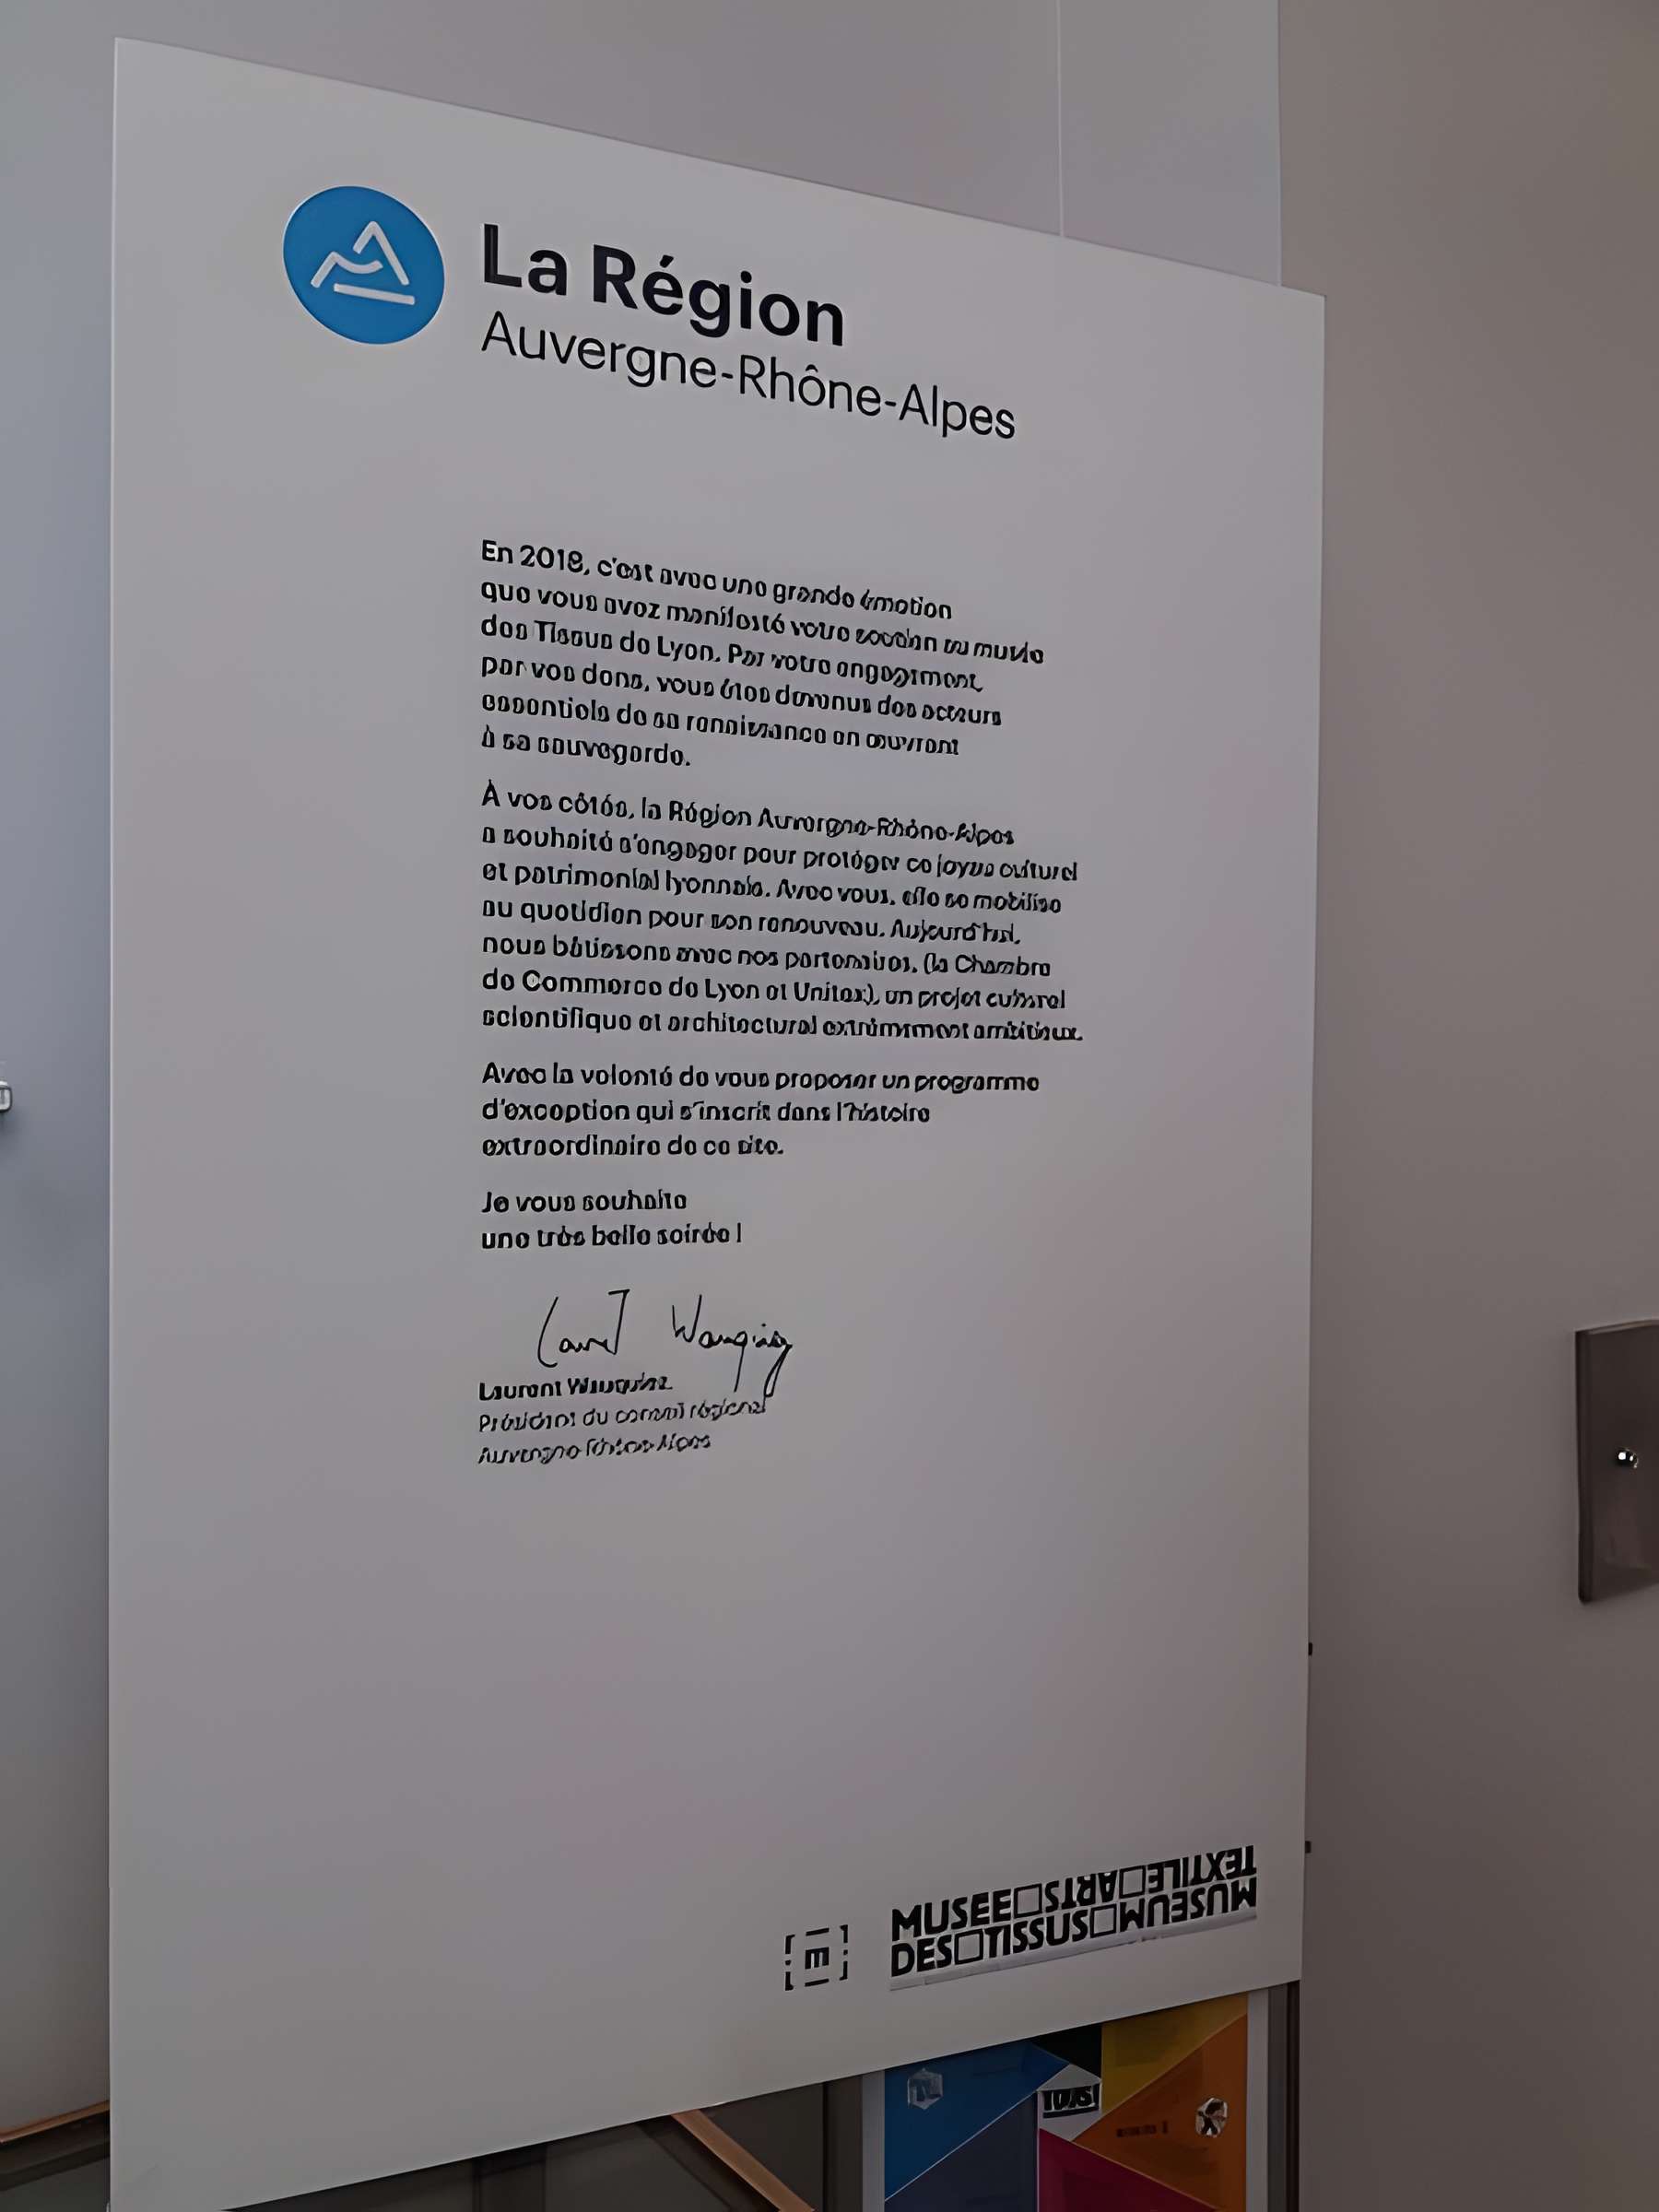 La Région
Auvergne-Rhône-Alpes
En 2018, c'est avec une grande émotion
que vous avez manifesté votre soutien au musée
des Tissus de Lyon. Par votre engagement,
par vos dons, vous êtes devenus des acteurs
essentiels de sa renaissance en œuvrant
à sa sauvegarde.
À vos côtés, la Région Auvergne-Rhône-Alpes
a souhaité s'engager pour protéger ce joyau culturel
et patrimonial lyonnais. Avec vous, elle se mobilise
au quotidien pour son renouveau. Aujourd'hui,
nous bâtissons avec nos partenaires, (la Chambre
de Commerce de Lyon et Unitex), un projet culturel
scientifique et architectural extrêmement ambitieux.
Avec la volonté de vous proposer un programme
d'exception qui s'inscrit dans l'histoire
extraordinaire de ce site.
Je vous souhaite
une très belle soirée !
Laurent Wauquiez
Laurent Wauquiez
Président du conseil régional
Auvergne-Rhône-Alpes
MUSEE□ARTS□TEXTILE
DES□TISSUS□MUSEUM
TOUS!